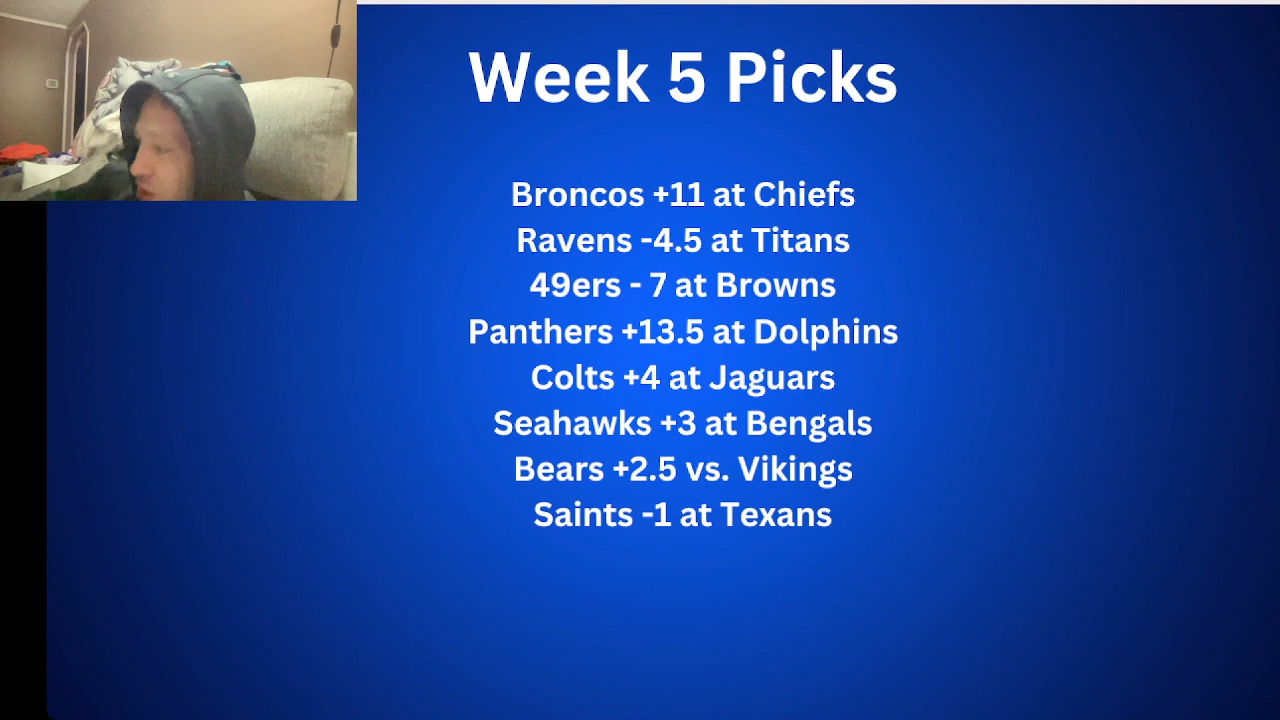 Week 5 Picks
Broncos +11 at Chiefs
Ravens -4.5 at Titans
49ers - 7 at Browns
Panthers +13.5 at Dolphins
Colts +4 at Jaguars
Seahawks +3 at Bengals
Bears +2.5 vs. Vikings
Saints -1 at Texans